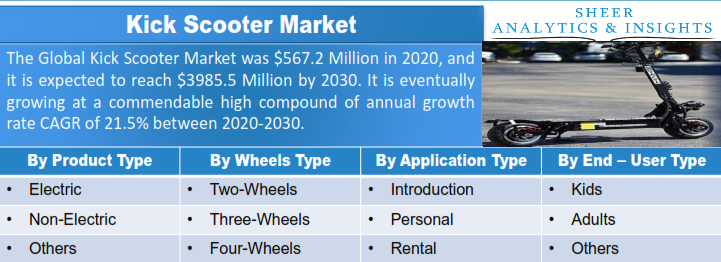 Kick Scooter Market
SHEER
ANALYTICS & INSIGHTS
The Global Kick Scooter Market was $567.2 Million in 2020, and
it is expected to reach $3985.5 Million by 2030. It is eventually
growing at a commendable high compound of annual growth
rate CAGR of 21.5% between 2020-2030.
By Product Type By Wheels Type By Application Type By End – User Type
• Electric • Two-Wheels • Introduction • Kids
• Non-Electric • Three-Wheels • Personal • Adults
• Others • Four-Wheels • Rental • Others